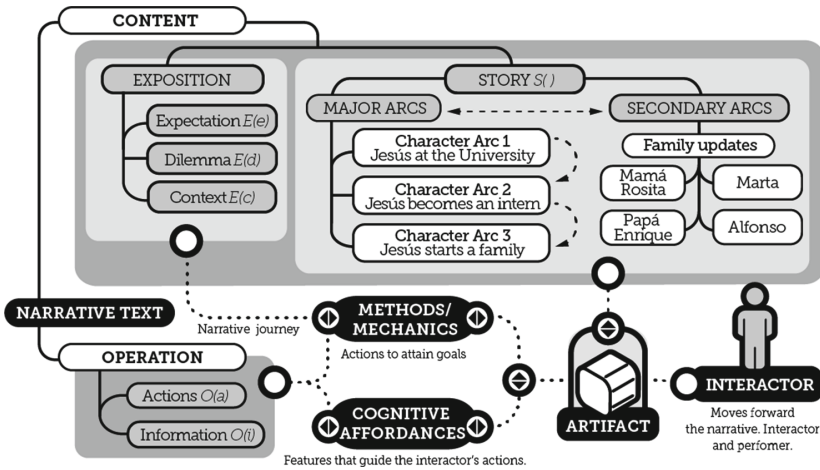 CONTENT
EXPOSITION
Expectation E(e)
Dilemma E(d)
Context E(c)
STORY S( )
MAJOR ARCS
SECONDARY ARCS
Character Arc 1
Jesús at the University
Character Arc 2
Jesús becomes an intern
Character Arc 3
Jesús starts a family
Family updates
Mamá
Rosita
Marta
Papá
Enrique
Alfonso
NARRATIVE TEXT
Narrative journey
METHODS/
MECHANICS
Actions to attain goals
OPERATION
Actions O(a)
Information O(i)
COGNITIVE
AFFORDANCES
Features that guide the interactor's actions.
ARTIFACT
INTERACTOR
Moves forward
the narrative. Interactor
and perfomer.